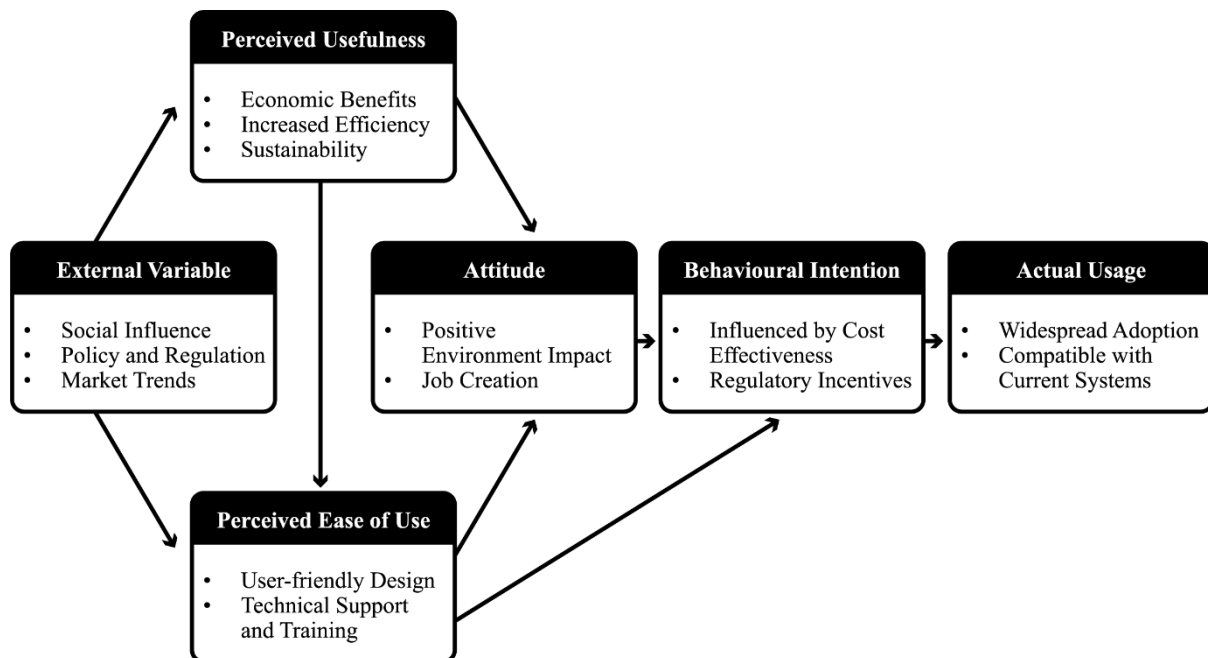 Perceived Usefulness
• Economic Benefits
• Increased Efficiency
• Sustainability
External Variable
• Social Influence
• Policy and Regulation
• Market Trends
Attitude
• Positive
Environment Impact
• Job Creation
Behavioural Intention
• Influenced by Cost
Effectiveness
• Regulatory Incentives
Actual Usage
• Widespread Adoption
• Compatible with
Current Systems
Perceived Ease of Use
• User-friendly Design
• Technical Support
and Training